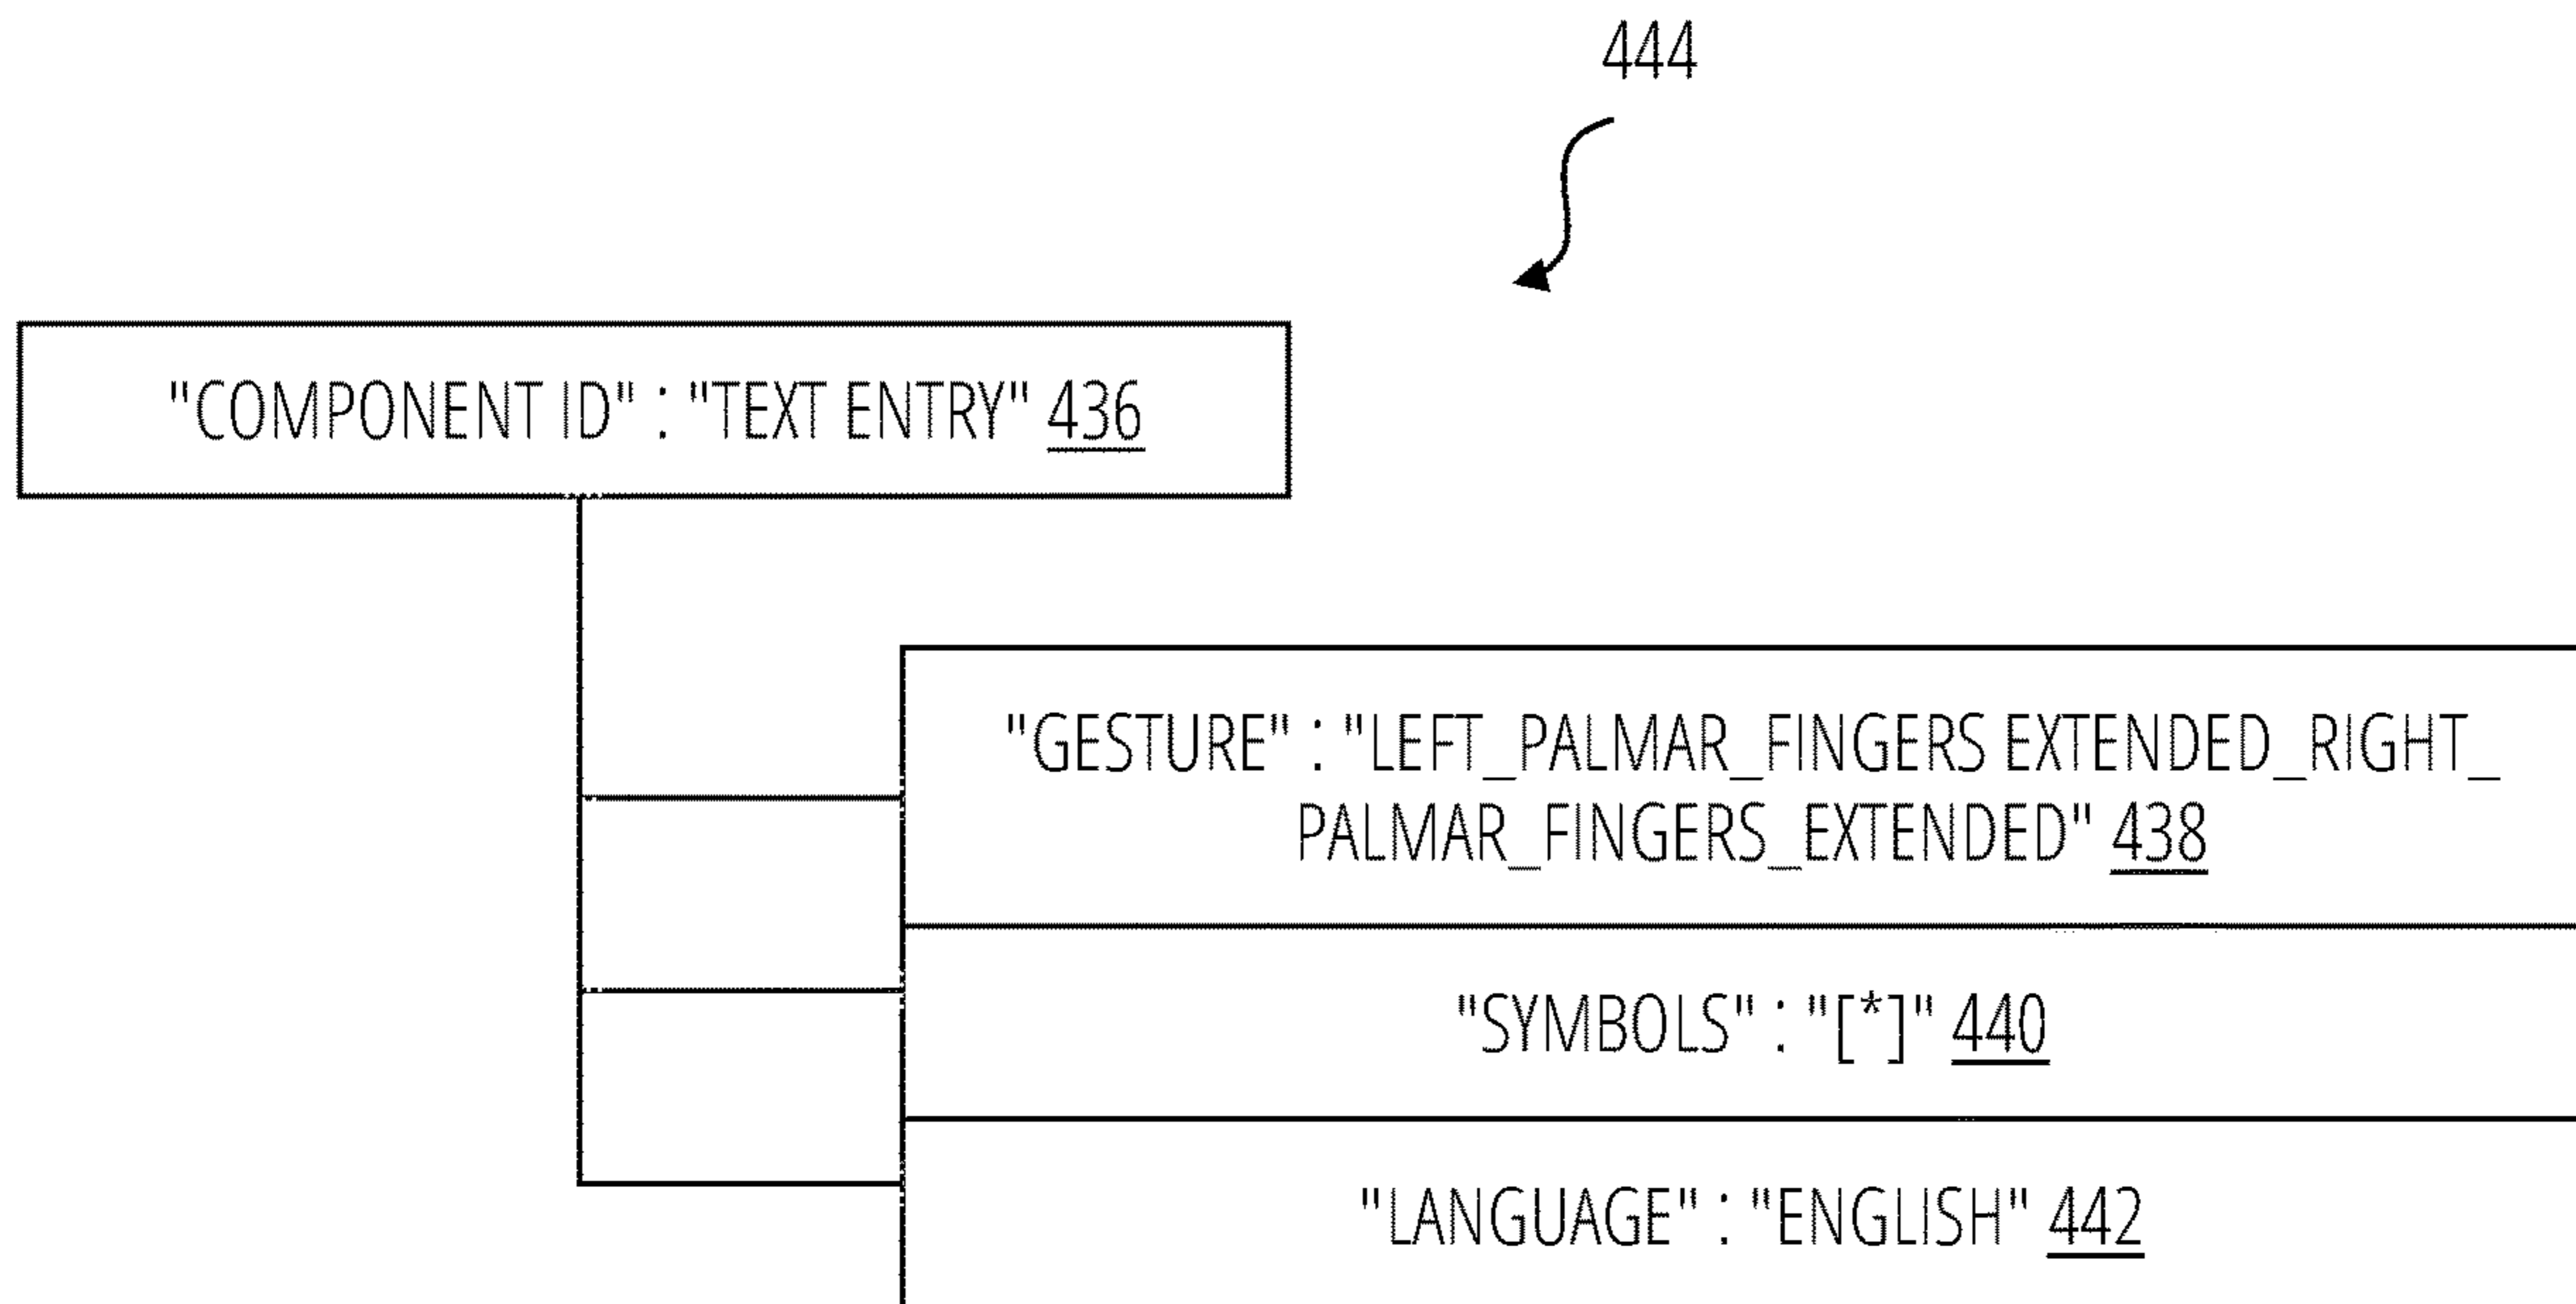 444
"COMPONENT ID" : "TEXT ENTRY" 436
"GESTURE" : "LEFT_PALMAR_FINGERS EXTENDED_RIGHT_
PALMAR_FINGERS_EXTENDED" 438
"SYMBOLS" : "[*]" 440
"LANGUAGE" : "ENGLISH" 442